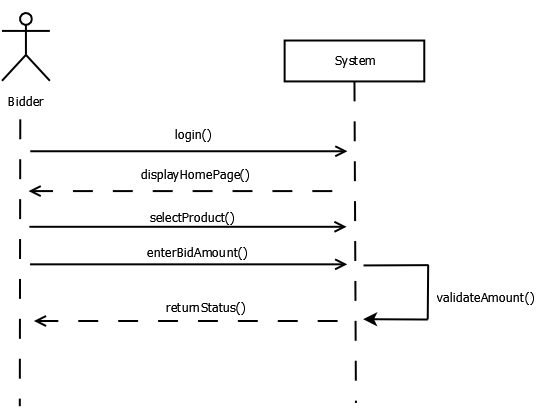 System
Bidder
login()
displayHomePage()
selectProduct()
enterBidAmount()
validateAmount()
returnStatus()